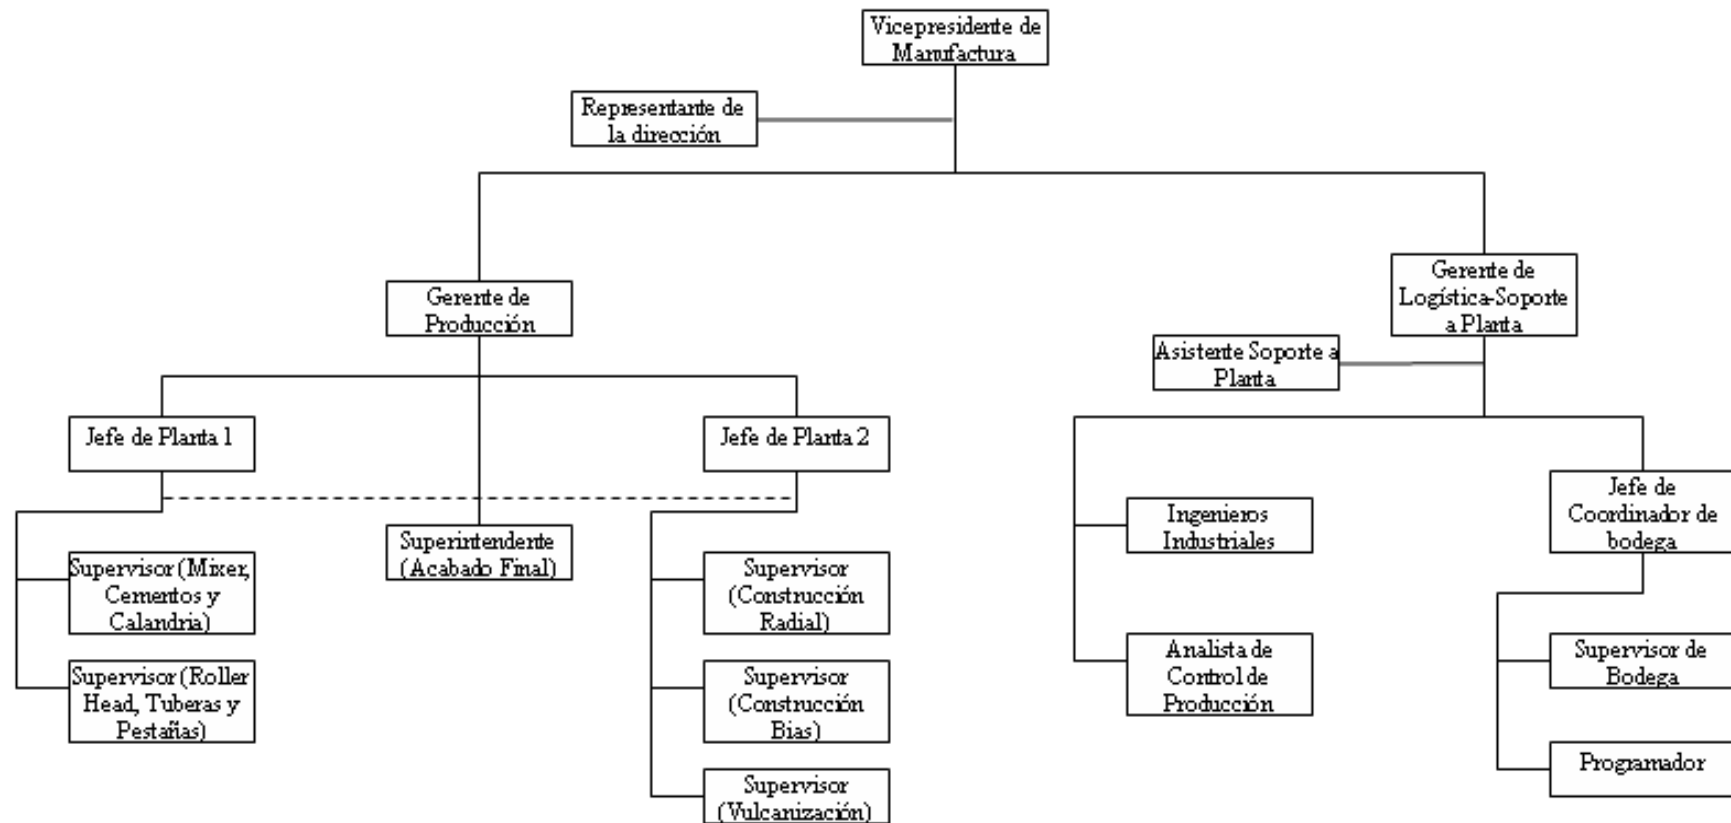 Vicepresidente de
Manufactura
Representante de
la dirección
Gerente de
Producción
Gerente de
Logística-Soporte
a Planta
Asistente Soporte a
Planta
Jefe de Planta 1
Jefe de Planta 2
Superintendente
(Acabado Final)
Supervisor (Mixer,
Cementos y
Calandria)
Supervisor (Roller
Head, Tuberas y
Pestañas)
Supervisor
(Construcción
Radial)
Supervisor
(Construcción
Bias)
Supervisor
(Vulcanización)
Ingenieros
Industriales
Analista de
Control de
Producción
Jefe de
Coordinador de
bodega
Supervisor de
Bodega
Programador